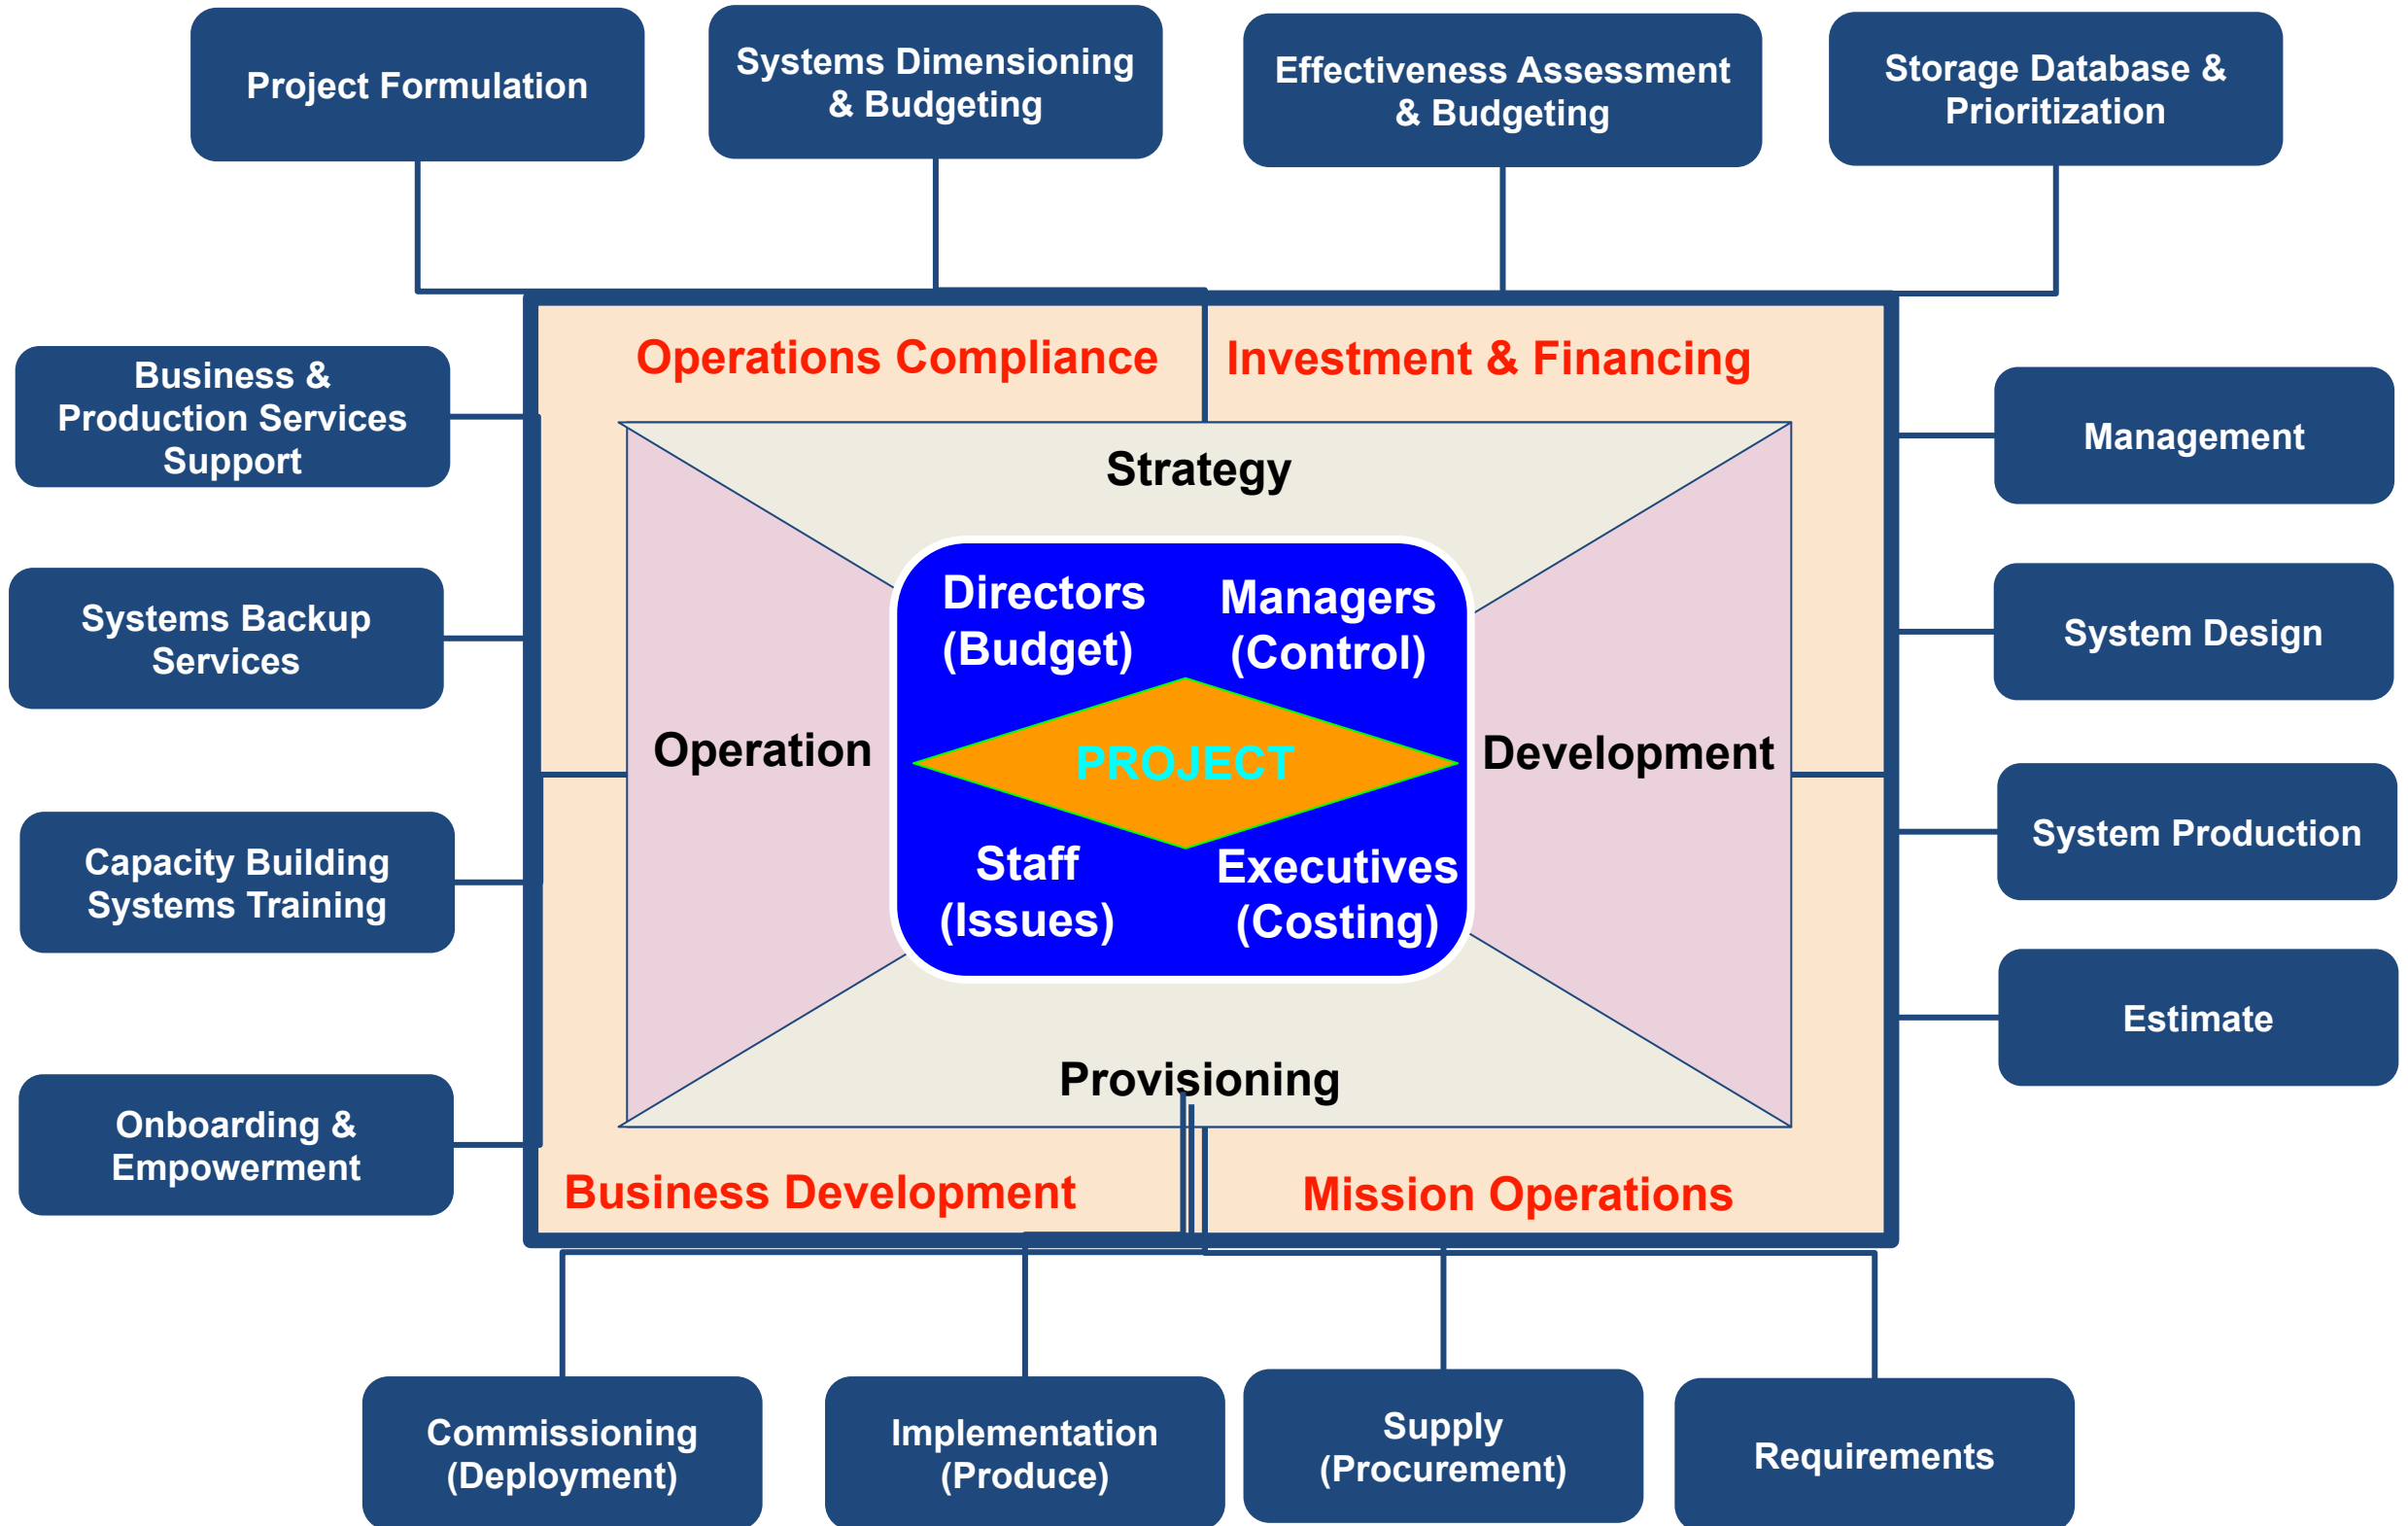 Project Formulation
Systems Dimensioning
& Budgeting
Effectiveness Assessment
& Budgeting
Storage Database &
Prioritization
Operations Compliance
Investment & Financing
Business &
Production Services
Support
Management
Strategy
Systems Backup
Services
Directors
(Budget)
Managers
(Control)
System Design
Operation
PROJECT
Development
Capacity Building
Systems Training
Staff
(Issues)
Executives
(Costing)
System Production
Estimate
Provisioning
Onboarding &
Empowerment
Business Development
Mission Operations
Commissioning
(Deployment)
Implementation
(Produce)
Supply
(Procurement)
Requirements